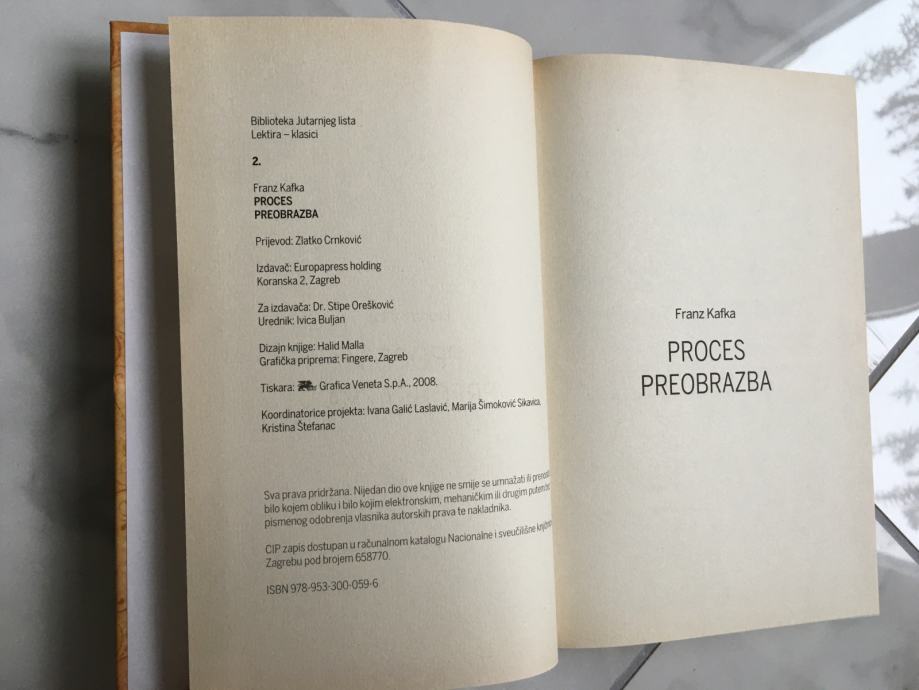 Biblioteka Jutarnjeg lista
Lektira – klasici
2.
Franz Kafka
PROCES
PREOBRAZBA
Prijevod: Zlatko Crnković
Izdavač: Europapress holding
Koranska 2, Zagreb
Za izdavača: Dr. Stipe Orešković
Urednik: Ivica Buljan
Dizajn knjige: Halid Malla
Grafička priprema: Fingere, Zagreb
Tiskara: Grafica Veneta S.p.A., 2008.
Koordinatorice projekta: Ivana Galić Laslavić, Marija Šimoković Sikavica,
Kristina Štefanac
Sva prava pridržana. Nijedan dio ove knjige ne smije se umnažati ili
bilo kojem obliku i bilo kojim elektronskim, mehaničkim ili drugim putem
pismenog odobrenja vlasnika autorskih prava te nakladnika.
CIP zapis dostupan u računalnom katalogu Nacionalne i sveučilišne
Zagrebu pod brojem 658770.
ISBN 978-953-300-059-6
Franz Kafka
PROCES
PREOBRAZBA